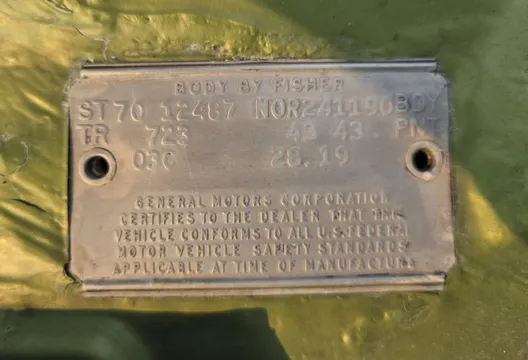 BODY BY FISHER
ST70 12467 NOR241190BDY
TR 723 43 43 PNT
03C 28.19
GENERAL MOTORS CORPORATION
CERTIFIES TO THE DEALER THAT THIS
VEHICLE CONFORMS TO ALL U.S. FEDERAL
MOTOR VEHICLE SAFETY STANDARDS
APPLICABLE AT TIME OF MANUFACTURE